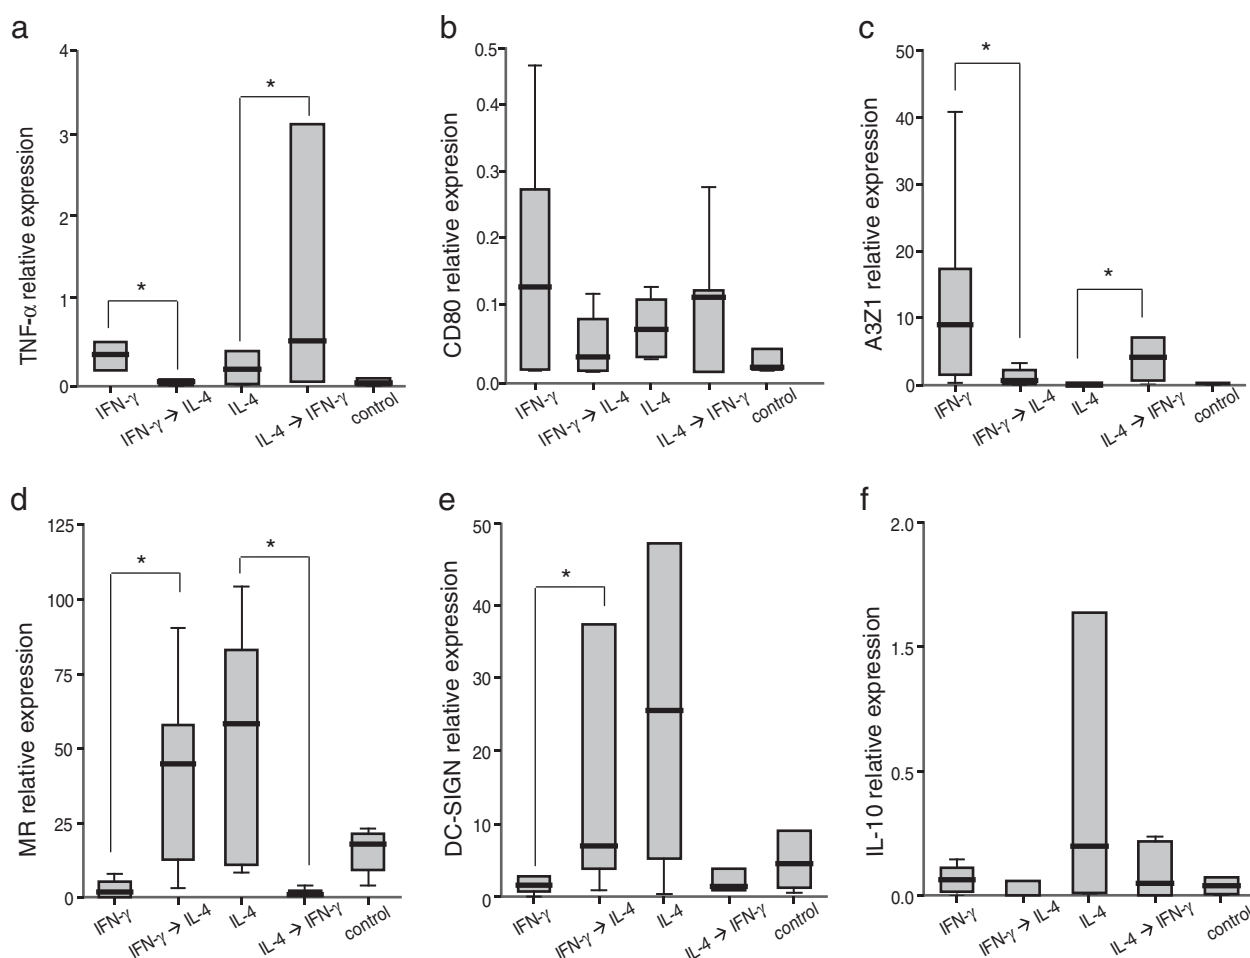 a
TNF-α relative expression
4
3
2
1
0
*
*
IFN-γ
IFN-γ → IL-4
IL-4
IL-4 → IFN-γ
control
b
CD80 relative expression
0.5
0.4
0.3
0.2
0.1
0.0
IFN-γ
IFN-γ → IL-4
IL-4
IL-4 → IFN-γ
control
c
A3Z1 relative expression
50
40
30
20
10
0
*
*
IFN-γ
IFN-γ → IL-4
IL-4
IL-4 → IFN-γ
control
d
MR relative expression
125
100
75
50
25
0
*
*
IFN-γ
IFN-γ → IL-4
IL-4
IL-4 → IFN-γ
control
e
DC-SIGN relative expression
50
40
30
20
10
0
*
IFN-γ
IFN-γ → IL-4
IL-4
IL-4 → IFN-γ
control
f
IL-10 relative expression
2.0
1.5
0.5
0.0
IFN-γ
IFN-γ → IL-4
IL-4
IL-4 → IFN-γ
control